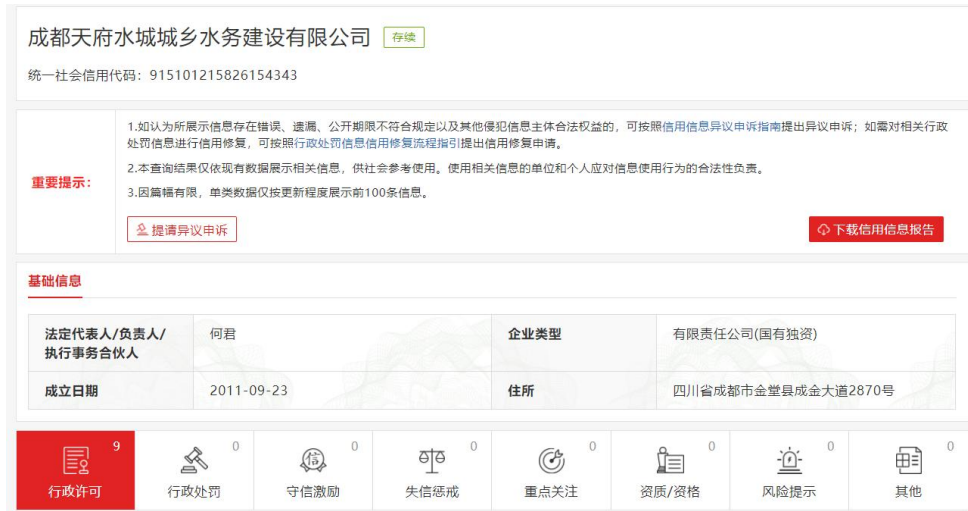 成都天府水城城乡水务建设有限公司 存续
统一社会信用代码：915101215826154343
重要提示：
1.如认为所展示信息存在错误、遗漏、公开期限不符合规定以及其他侵犯信息主体合法权益的，可按照信用信息异议申诉指南提出异议申诉；如需对相关行政
处罚信息进行信用修复，可按照行政处罚信息信用修复流程指引提出信用修复申请。
2.本查询结果仅依现有数据展示相关信息，供社会参考使用。使用相关信息的单位和个人应对信息使用行为的合法性负责。
3.因篇幅有限，单类数据仅按更新程度展示前100条信息。
提请异议申诉 下载信用信息报告
基础信息
法定代表人/负责人/
执行事务合伙人
何君
企业类型 有限责任公司(国有独资)
成立日期 2011-09-23 住所 四川省成都市金堂县成金大道2870号
9 0 0 0 0 0 0 0
信
行政许可 行政处罚 守信激励 失信惩戒 重点关注 资质/资格 风险提示 其他